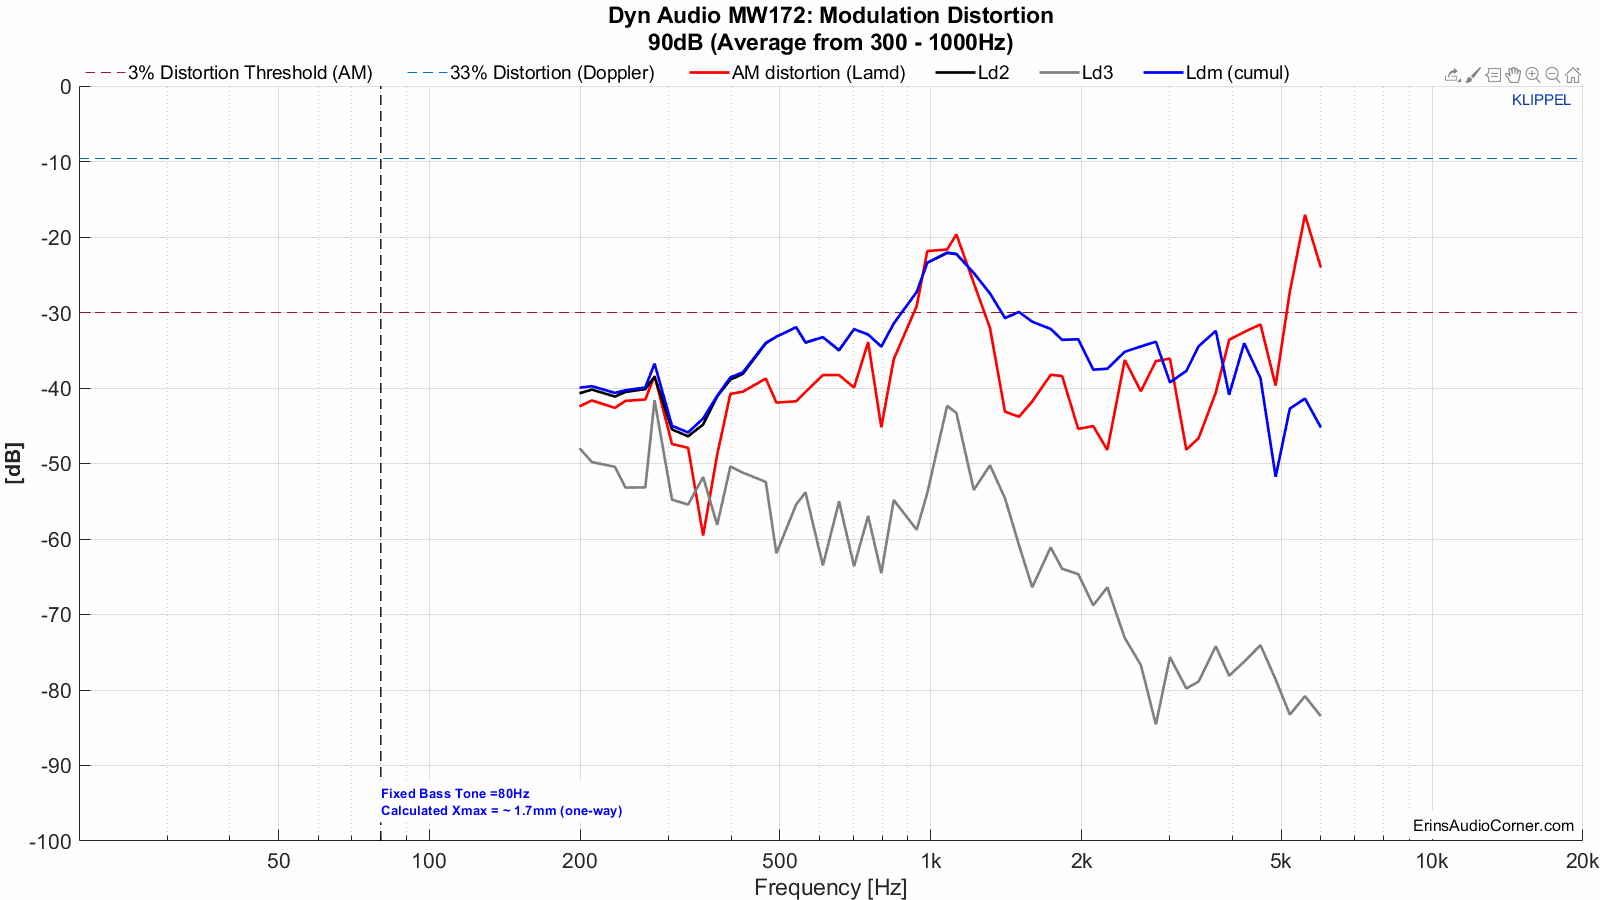 Dyn Audio MW172: Modulation Distortion
90dB (Average from 300 - 1000Hz)
3% Distortion Threshold (AM) 33% Distortion (Doppler) AM distortion (Lamd) Ld2 Ld3 Ldm (cumul)
KLIPPEL
0
-10
-20
-30
-40
-50
-60
-70
-80
-90
-100
[dB]
Fixed Bass Tone =80Hz
Calculated Xmax = ~ 1.7mm (one-way)
ErinsAudioCorner.com
50 100 200 500 1k 2k 5k 10k 20k
Frequency [Hz]